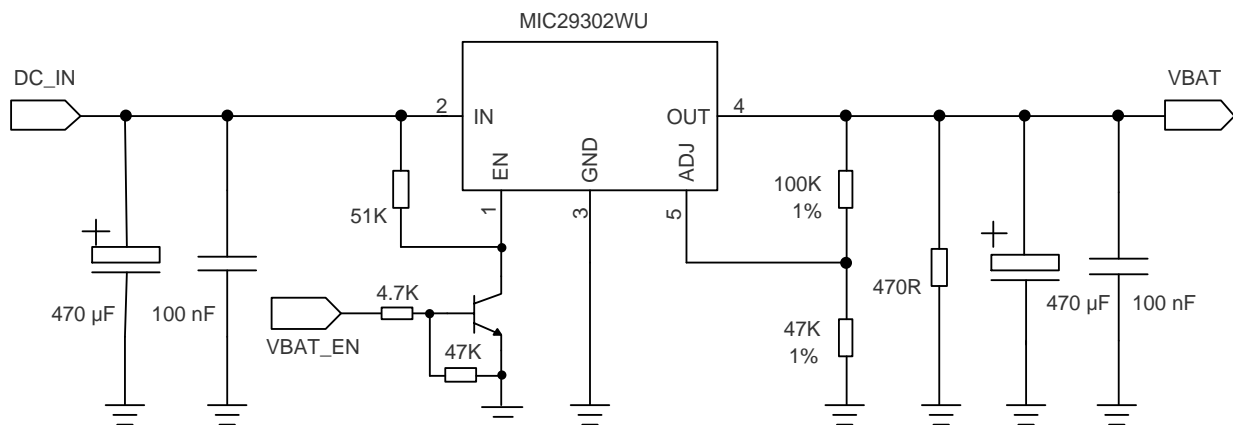 MIC29302WU
DC_IN
VBAT
2
IN
OUT
4
EN
GND
ADJ
1
3
5
51K
100K
1%
470 µF
100 nF
4.7K
VBAT_EN
47K
47K
1%
470R
470 µF
100 nF